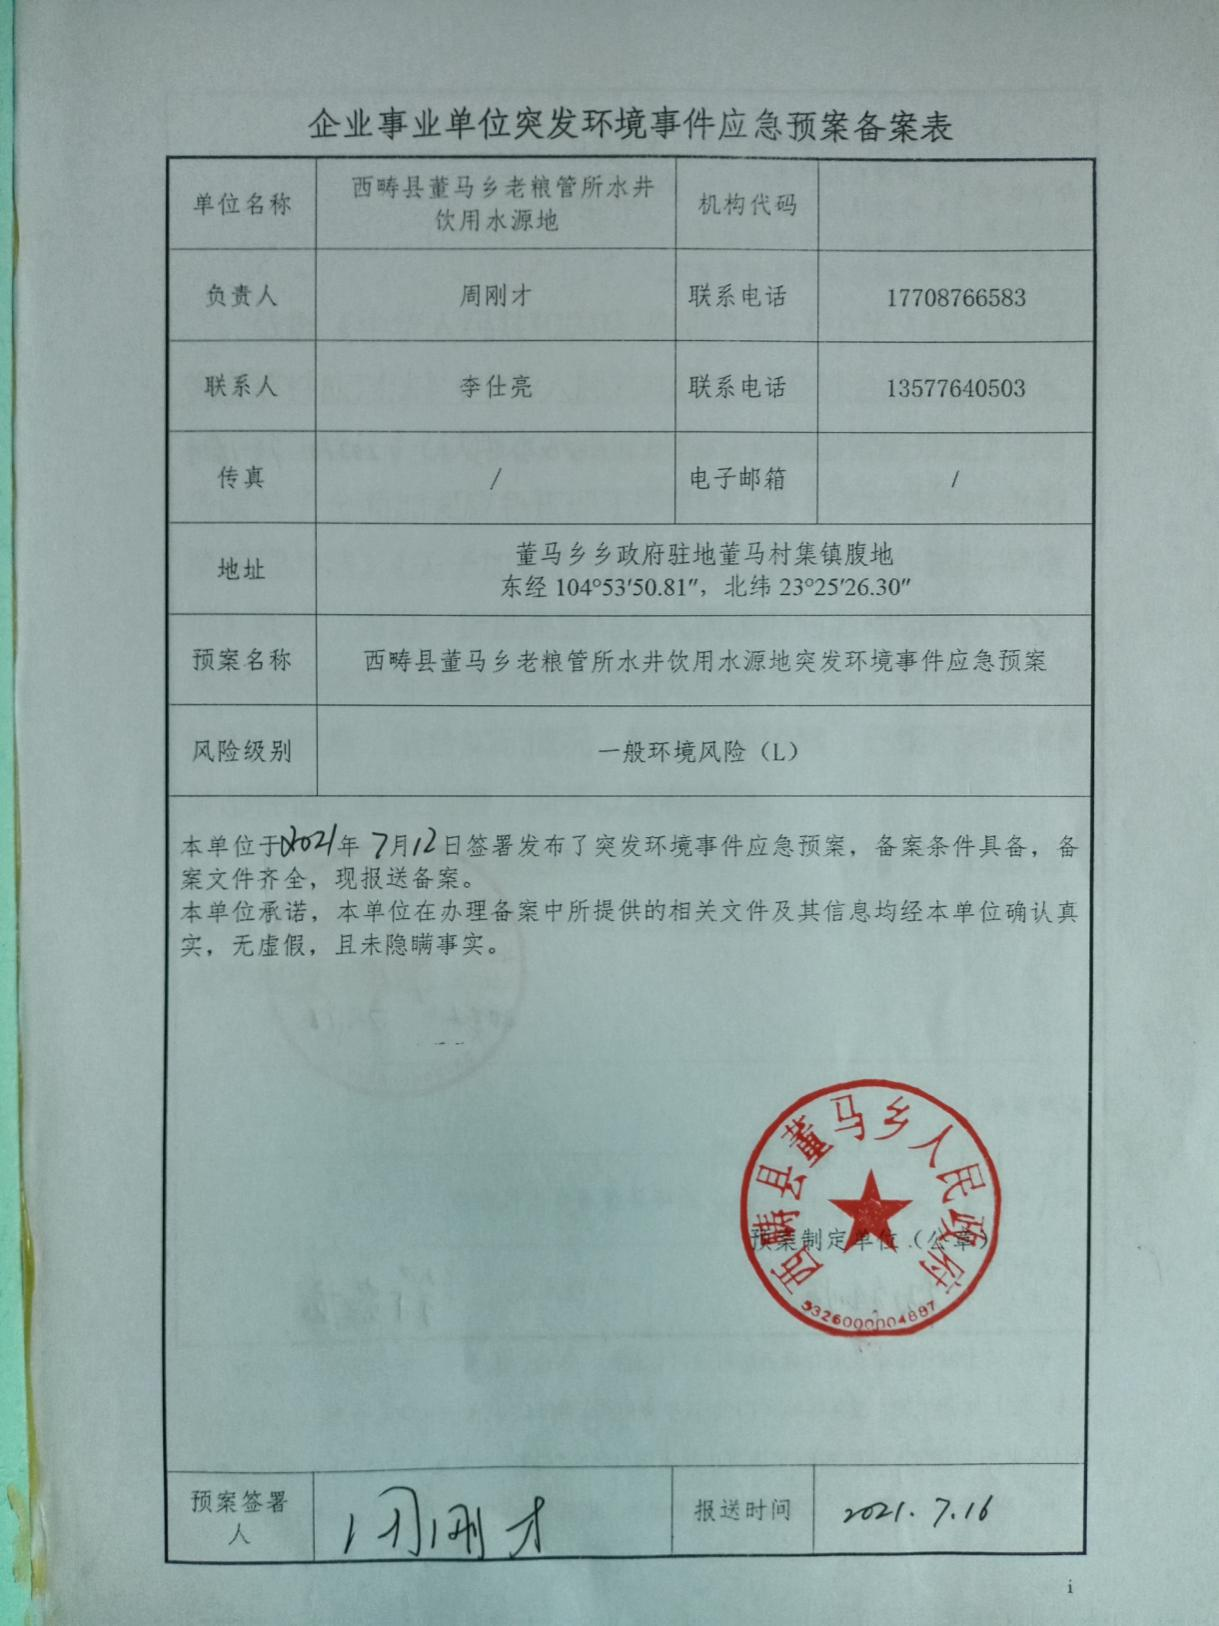 企业事业单位突发环境事件应急预案备案表
单位名称
西畴县董马乡老粮管所水井
饮用水源地
机构代码
负责人
周刚才
联系电话
17708766583
联系人
李仕亮
联系电话
13577640503
传真
/
电子邮箱
/
地址
董马乡乡政府驻地董马村集镇腹地
东经 104°53′50.81″，北纬 23°25′26.30″
预案名称
西畴县董马乡老粮管所水井饮用水源地突发环境事件应急预案
风险级别
一般环境风险（L）
本单位于2021年7月12日签署发布了突发环境事件应急预案，备案条件具备，备
案文件齐全，现报送备案。
本单位承诺，本单位在办理备案中所提供的相关文件及其信息均经本单位确认真
实，无虚假，且未隐瞒事实。
西畴县董马乡人民政府
预案制定单位（公章）
5326000004887
预案签署
人
周刚才
报送时间
2021.7.16
i